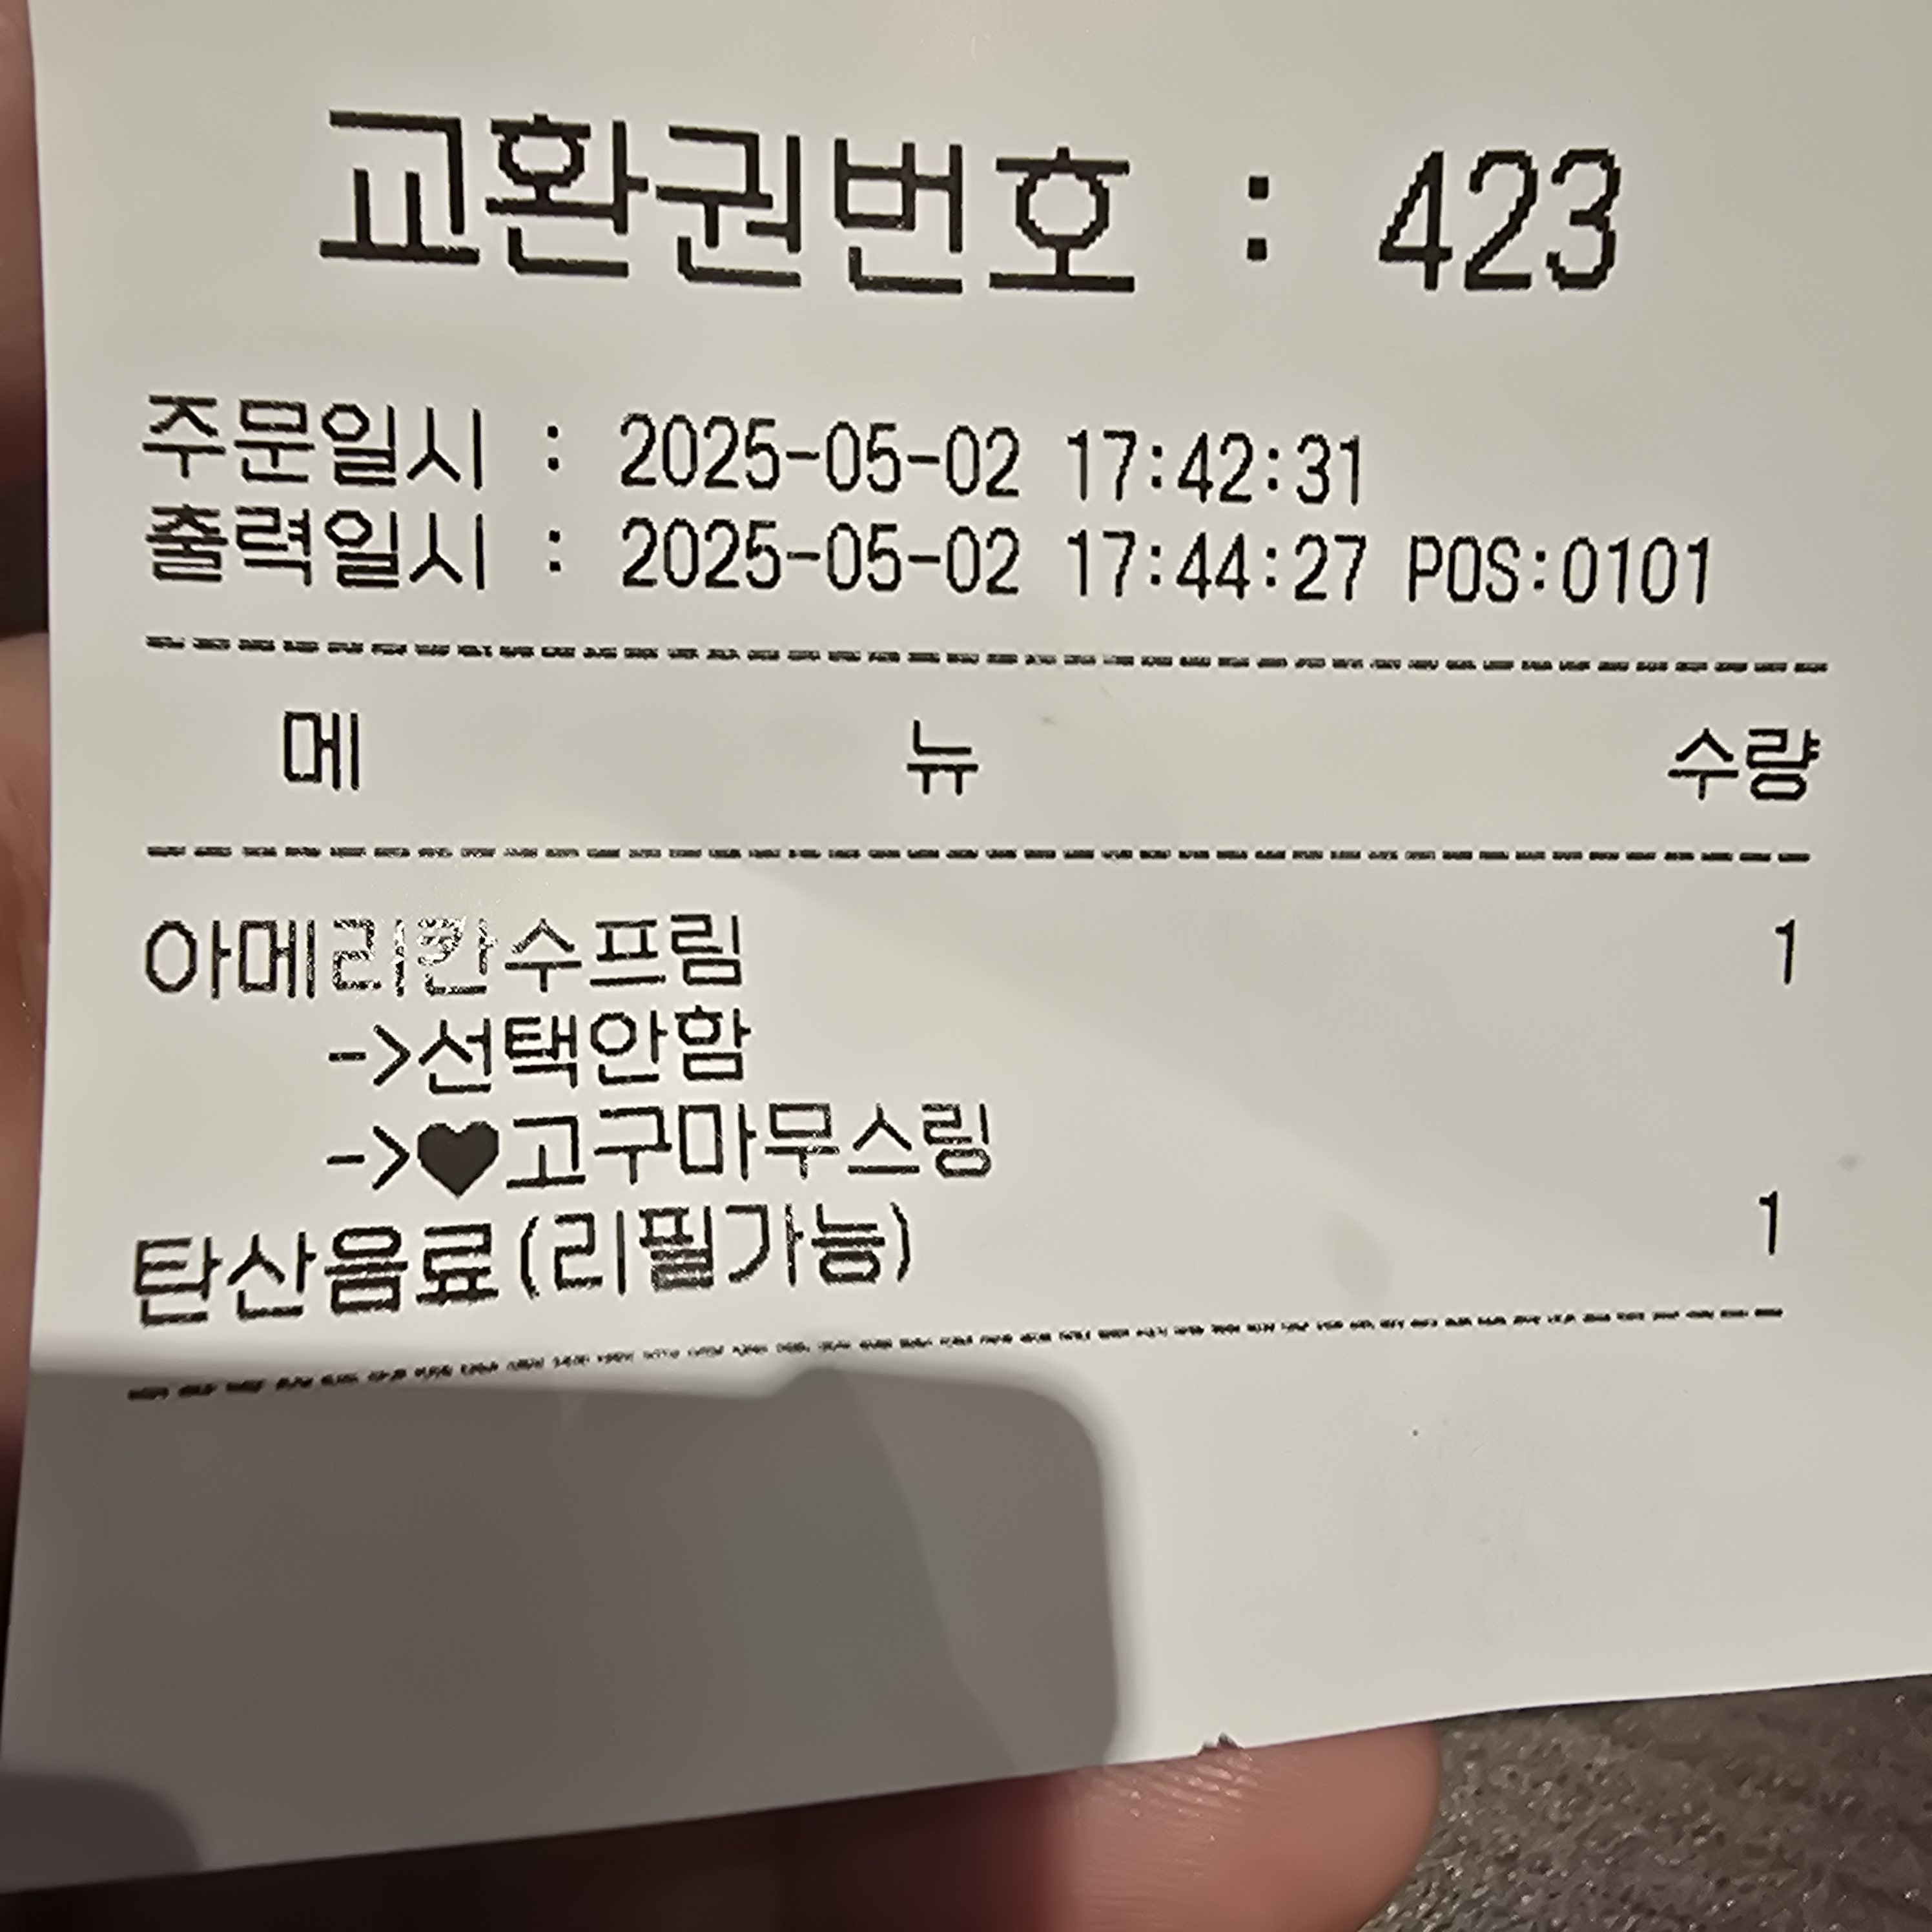 교환권번호 : 423
주문일시 : 2025-05-02 17:42:31
출력일시 : 2025-05-02 17:44:27 POS:0101
메 뉴 수량
아메리칸수프림 1
->선택안함
->♥고구마무스링
탄산음료(리필가능) 1